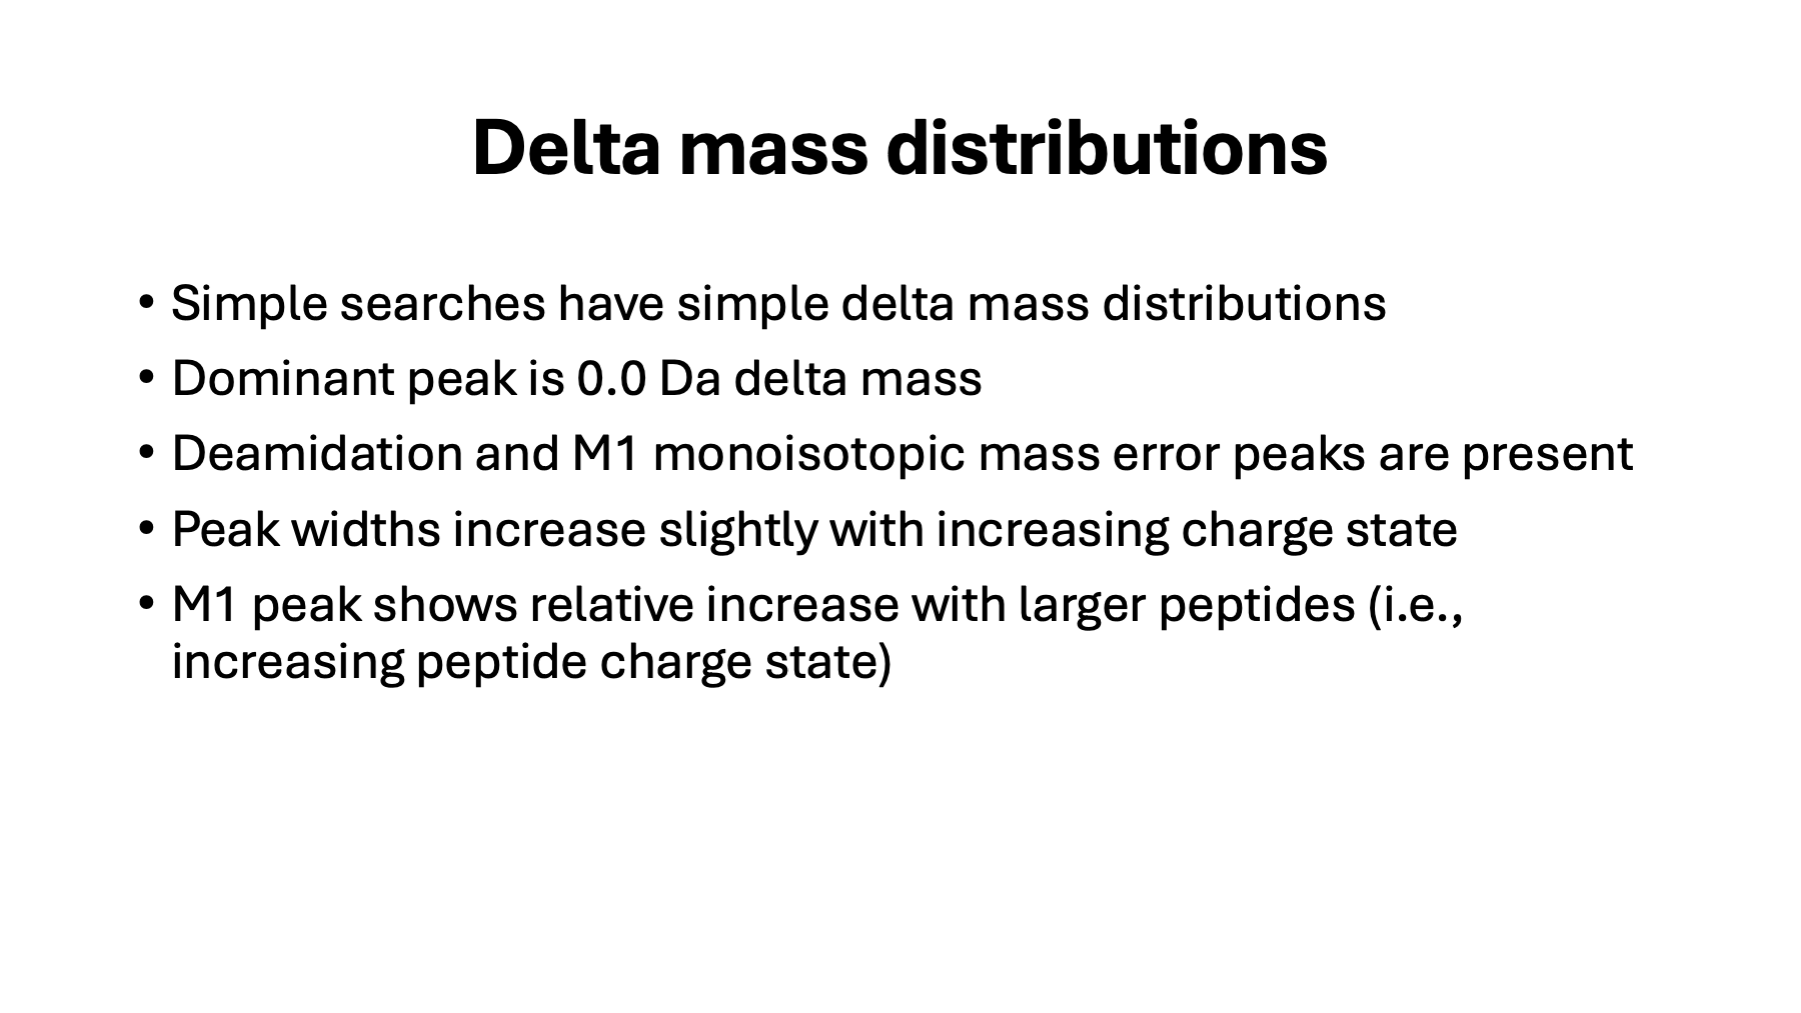 Delta mass distributions
• Simple searches have simple delta mass distributions
• Dominant peak is 0.0 Da delta mass
• Deamidation and M1 monoisotopic mass error peaks are present
• Peak widths increase slightly with increasing charge state
• M1 peak shows relative increase with larger peptides (i.e.,
increasing peptide charge state)